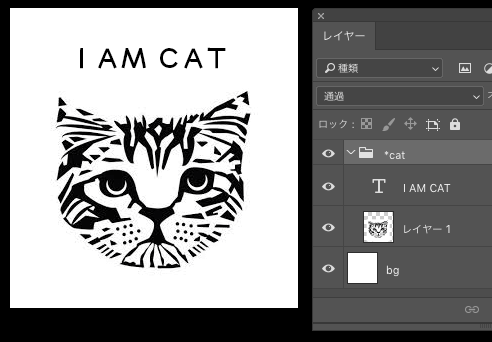 I AM CAT
レイヤー
種類
通過
ロック：
*cat
T
I AM CAT
レイヤー 1
bg